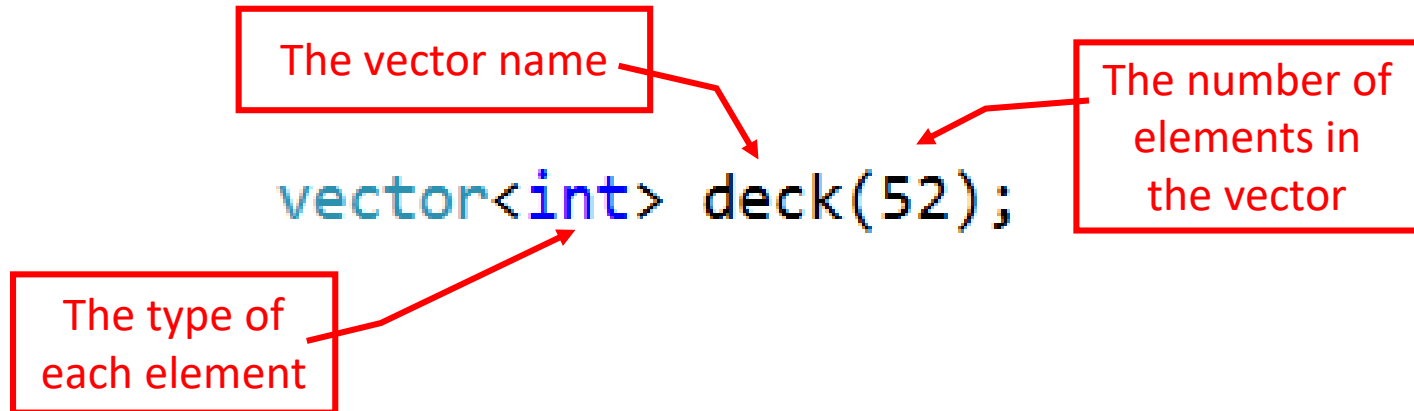 The vector name
The number of
elements in
the vector
vector<int> deck(52);
The type of
each element